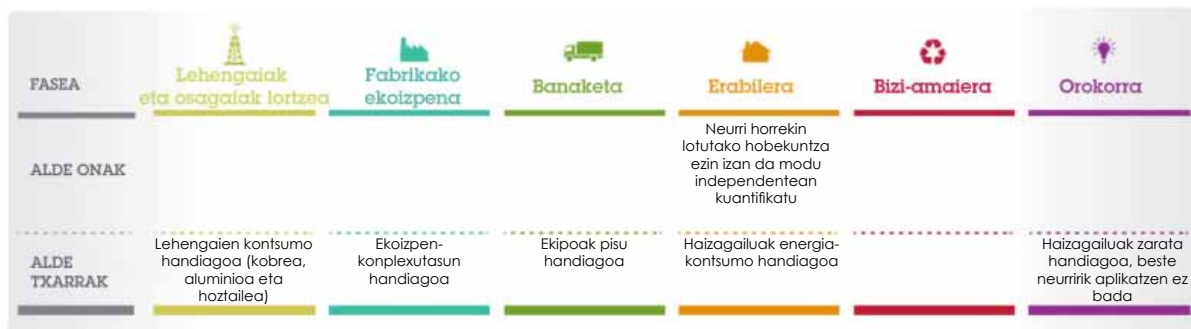 FASEA
Lehengaiak
eta osagaiak lortzea
Fabrikako
ekoizpena
Banaketa
Erabilera
Bizi-amaiera
Orokorra
ALDE ONAK
Neurri horrekin
lotutako hobekuntza
ezin izan da modu
independentean
kuantifikatu
ALDE
TXARRAK
Lehengaien kontsumo
handiagoa (kobrea,
aluminioa eta
hoztailea)
Ekoizpen-
konplexutasun
handiagoa
Ekipoak pisu
handiagoa
Haizagailuak energia-
kontsumo handiagoa
Haizagailuak zarata
handiagoa, beste
neurririk aplikatzen ez
bada